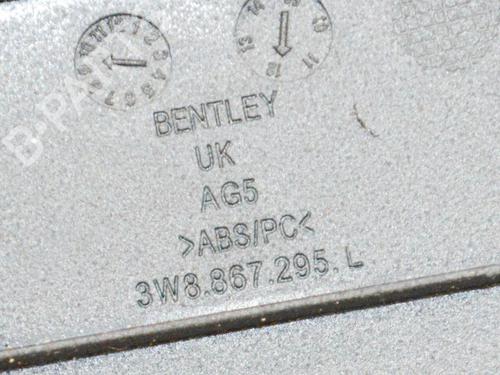 BENTLEY
UK
AG5
>ABS/PC<
3W8.867.295. L